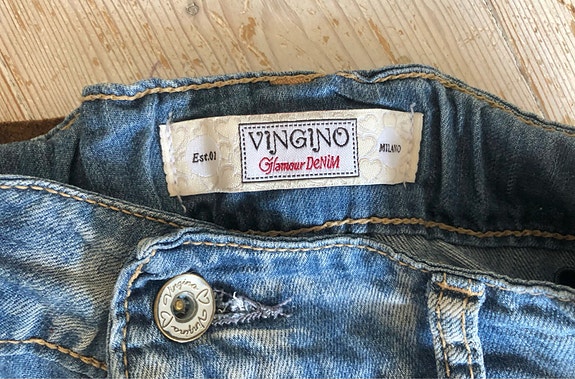 Est.01
VINGINO
Glamour DeNiM
MILANO
Vingino
Vingino